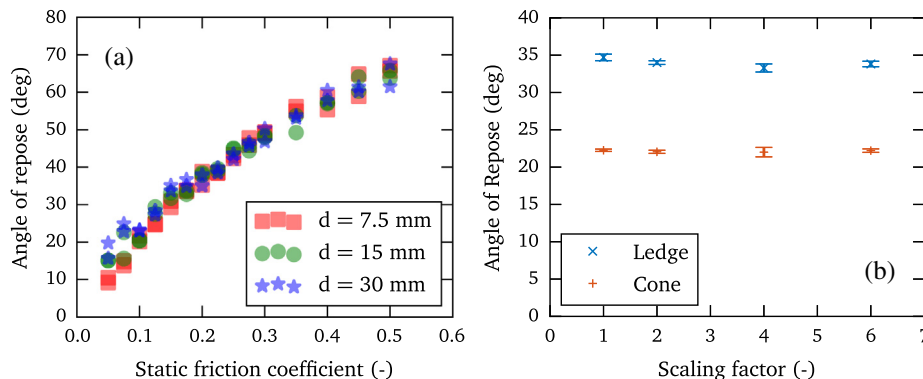 80
70
60
50
40
30
20
10
0
Angle of repose (deg)
(a)
d = 7.5 mm
d = 15 mm
d = 30 mm
0.0 0.1 0.2 0.3 0.4 0.5 0.6
Static friction coefficient (-)
40
35
30
25
20
15
10
5
0
Angle of Repose (deg)
Ledge
Cone
(b)
0 1 2 3 4 5 6 7
Scaling factor (-)